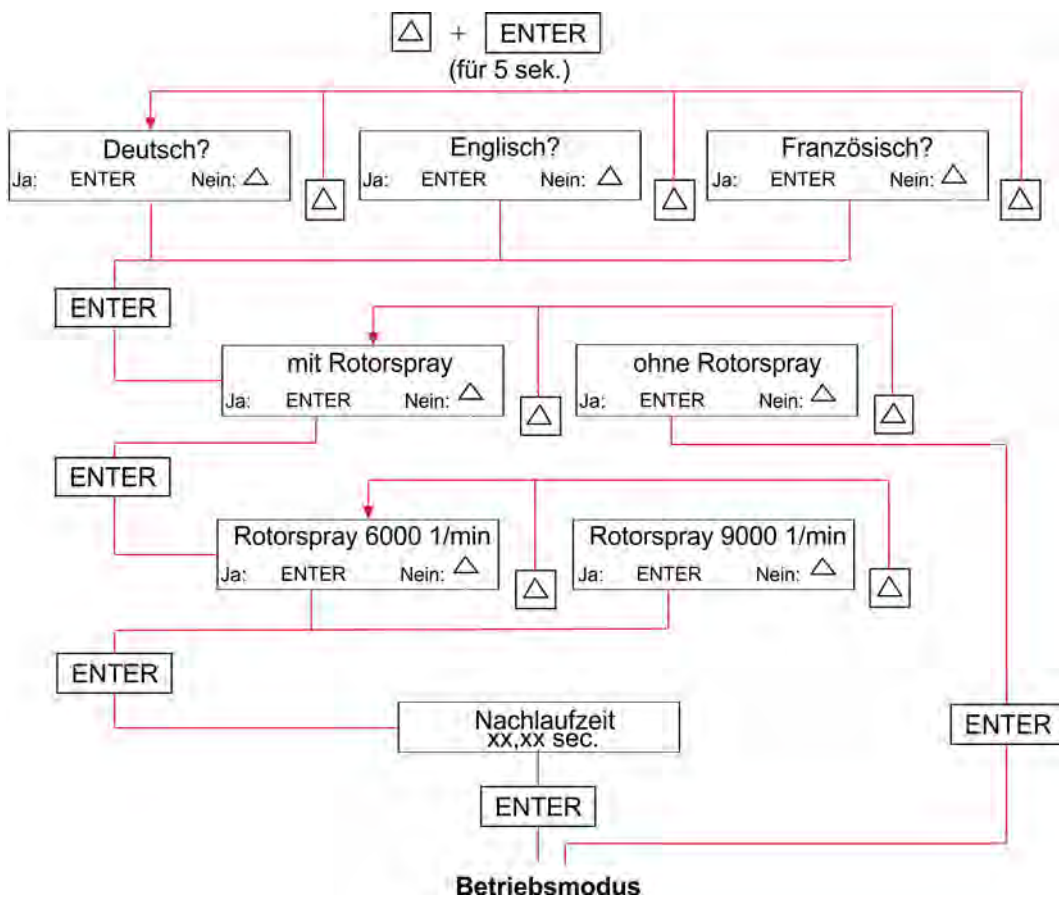 △ + ENTER
(für 5 sek.)
Deutsch?
Ja: ENTER Nein: △
△
Englisch?
Ja: ENTER Nein: △
△
Französisch?
Ja: ENTER Nein: △
△
ENTER
mit Rotorspray
Ja: ENTER Nein: △
△
ohne Rotorspray
Ja: ENTER Nein: △
△
ENTER
Rotorspray 6000 1/min
Ja: ENTER Nein: △
△
Rotorspray 9000 1/min
Ja: ENTER Nein: △
△
ENTER
Nachlaufzeit
xx,xx sec.
ENTER
ENTER
Betriebsmodus